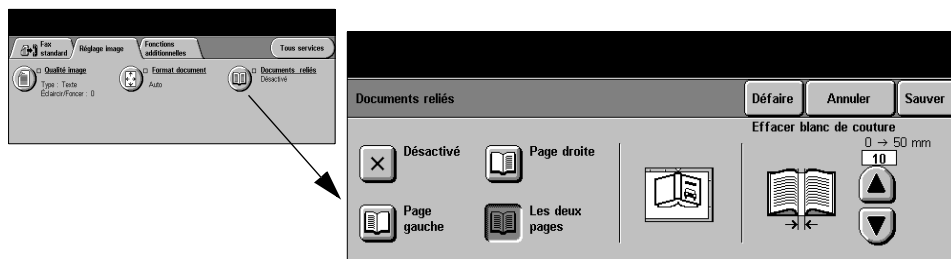 Fax
standard
Réglage image
Fonctions
additionnelles
Tous services
Qualité image
Type : Texte
Éclaircir/Foncer : 0
Format document
Auto
Documents reliés
Désactivé
Documents reliés
Défaire
Annuler
Sauver
Désactivé
Page droite
Page
gauche
Les deux
pages
Effacer blanc de couture
0 → 50 mm
10